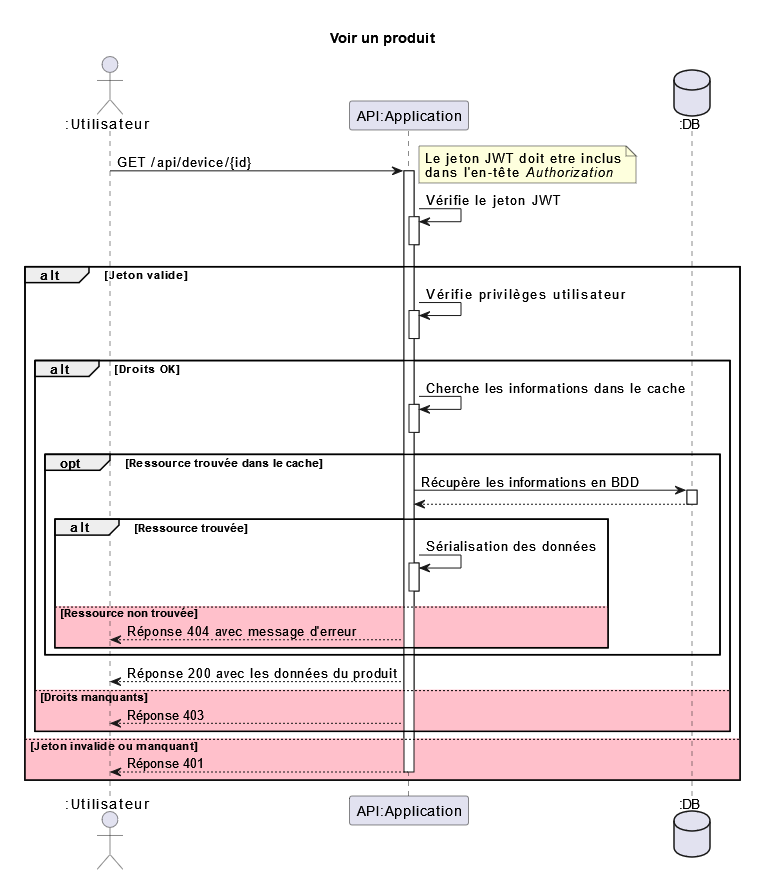 Voir un produit
:Utilisateur
API:Application
:DB
GET /api/device/{id}
Le jeton JWT doit etre inclus
dans l'en-tête Authorization
Vérifie le jeton JWT
alt [Jeton valide]
Vérifie privilèges utilisateur
alt [Droits OK]
Cherche les informations dans le cache
opt [Ressource trouvée dans le cache]
Récupère les informations en BDD
alt [Ressource trouvée]
Sérialisation des données
[Ressource non trouvée]
Réponse 404 avec message d'erreur
Réponse 200 avec les données du produit
[Droits manquants]
Réponse 403
[Jeton invalide ou manquant]
Réponse 401
:Utilisateur
API:Application
:DB